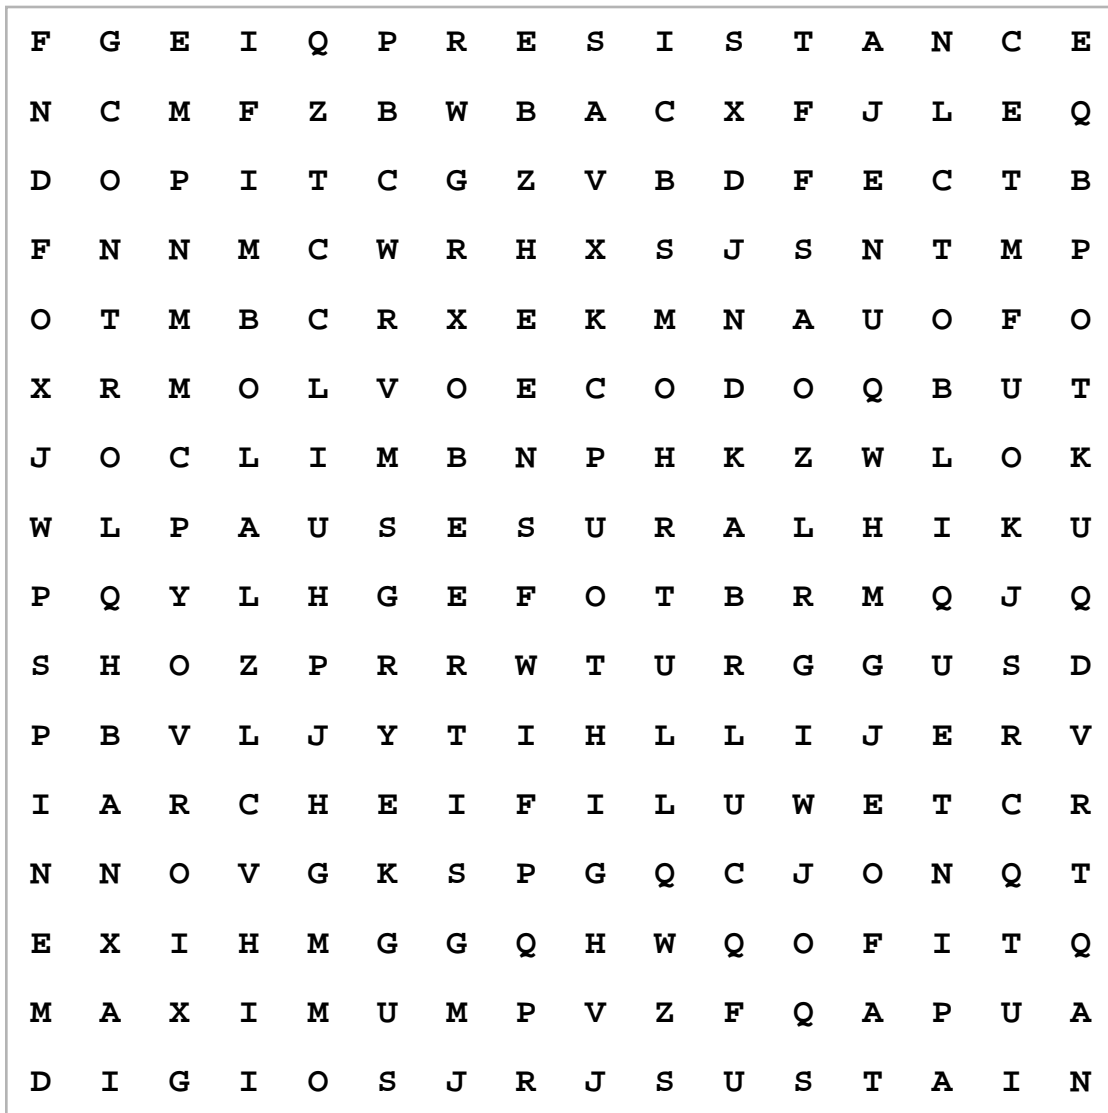 F G E I Q P R E S I S T A N C E
N C M F Z B W B A C X F J L E Q
D O P I T C G Z V B D F E C T B
F N N M C W R H X S J S N T M P
O T M B C R X E K M N A U O F O
X R M O L V O E C O D O Q B U T
J O C L I M B N P H K Z W L O K
W L P A U S E S U R A L H I K U
P Q Y L H G E F O T B R M Q J Q
S H O Z P R R W T U R G G U S D
P B V L J Y T I H L L I J E R V
I A R C H E I F I L U W E T C R
N N O V G K S P G Q C J O N Q T
E X I H M G G Q H W Q O F I T Q
M A X I M U M P V Z F Q A P U A
D I G I O S J R J S U S T A I N